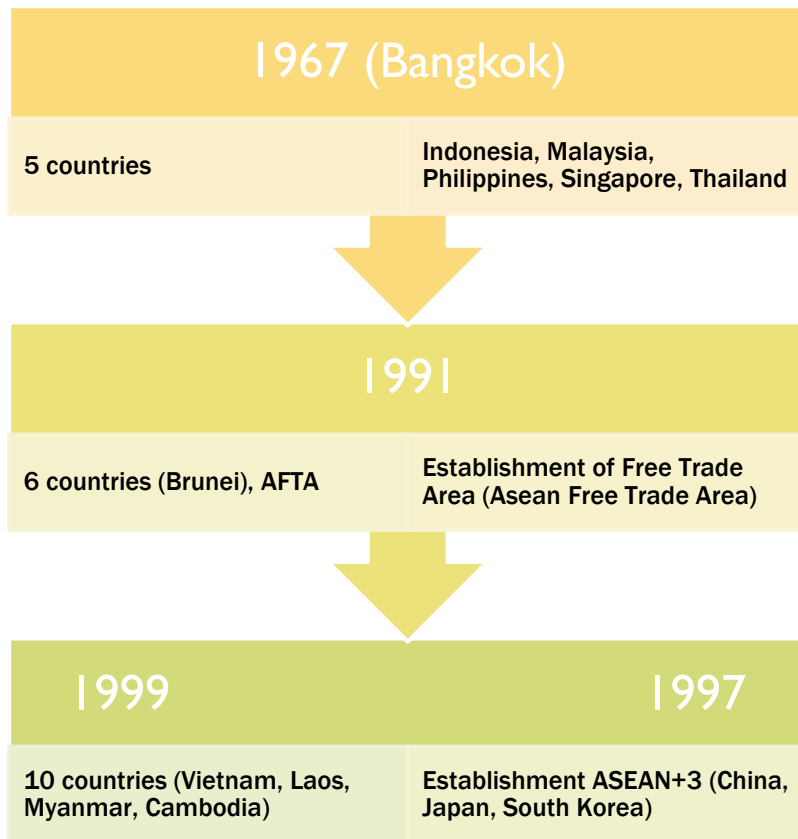 1967 (Bangkok)
5 countries
Indonesia, Malaysia,
Philippines, Singapore, Thailand
1991
6 countries (Brunei), AFTA
Establishment of Free Trade
Area (Asean Free Trade Area)
1999
1997
10 countries (Vietnam, Laos,
Myanmar, Cambodia)
Establishment ASEAN+3 (China,
Japan, South Korea)